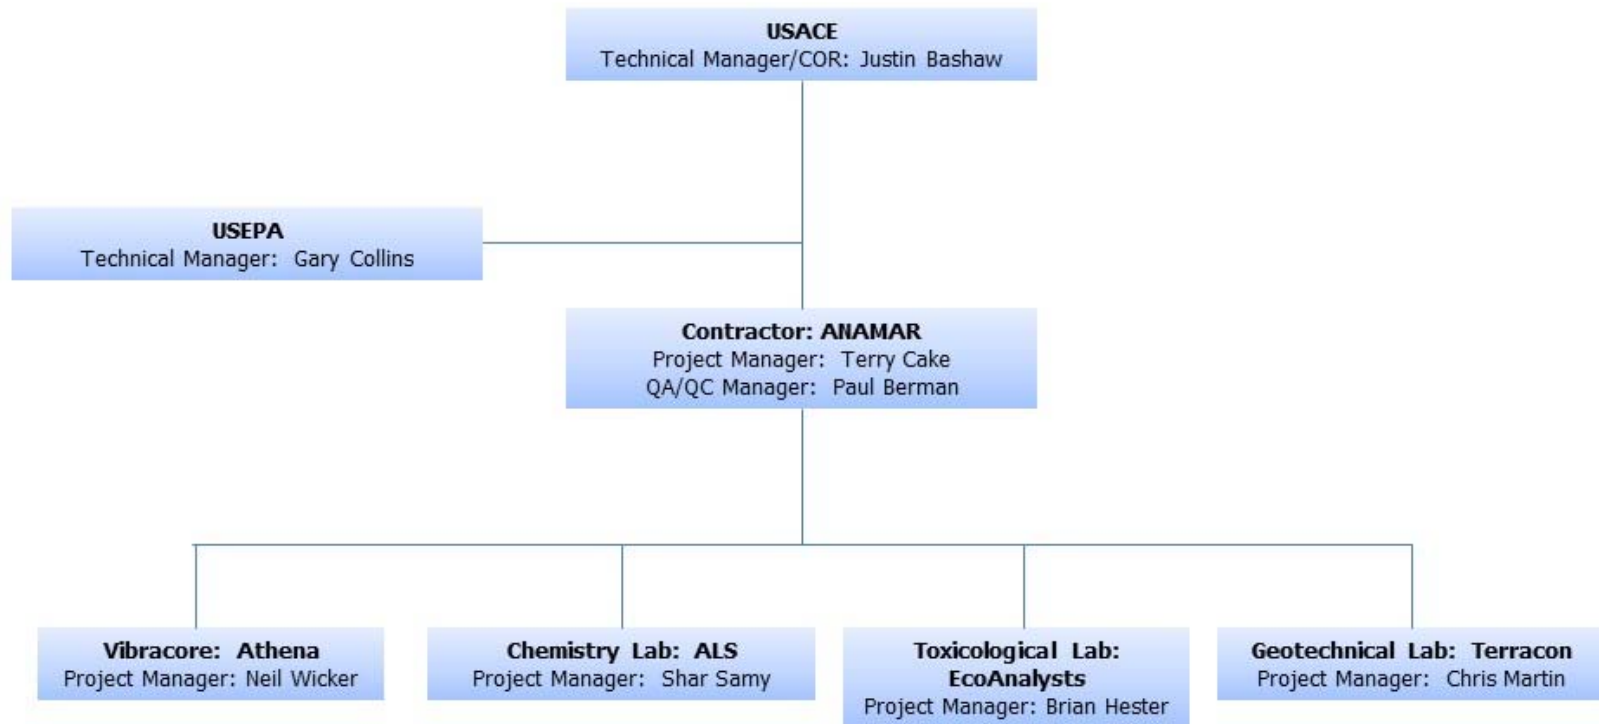 USACE
Technical Manager/COR: Justin Bashaw
USEPA
Technical Manager: Gary Collins
Contractor: ANAMAR
Project Manager: Terry Cake
QA/QC Manager: Paul Berman
Vibracore: Athena
Project Manager: Neil Wicker
Chemistry Lab: ALS
Project Manager: Shar Samy
Toxicological Lab:
EcoAnalysts
Project Manager: Brian Hester
Geotechnical Lab: Terracon
Project Manager: Chris Martin